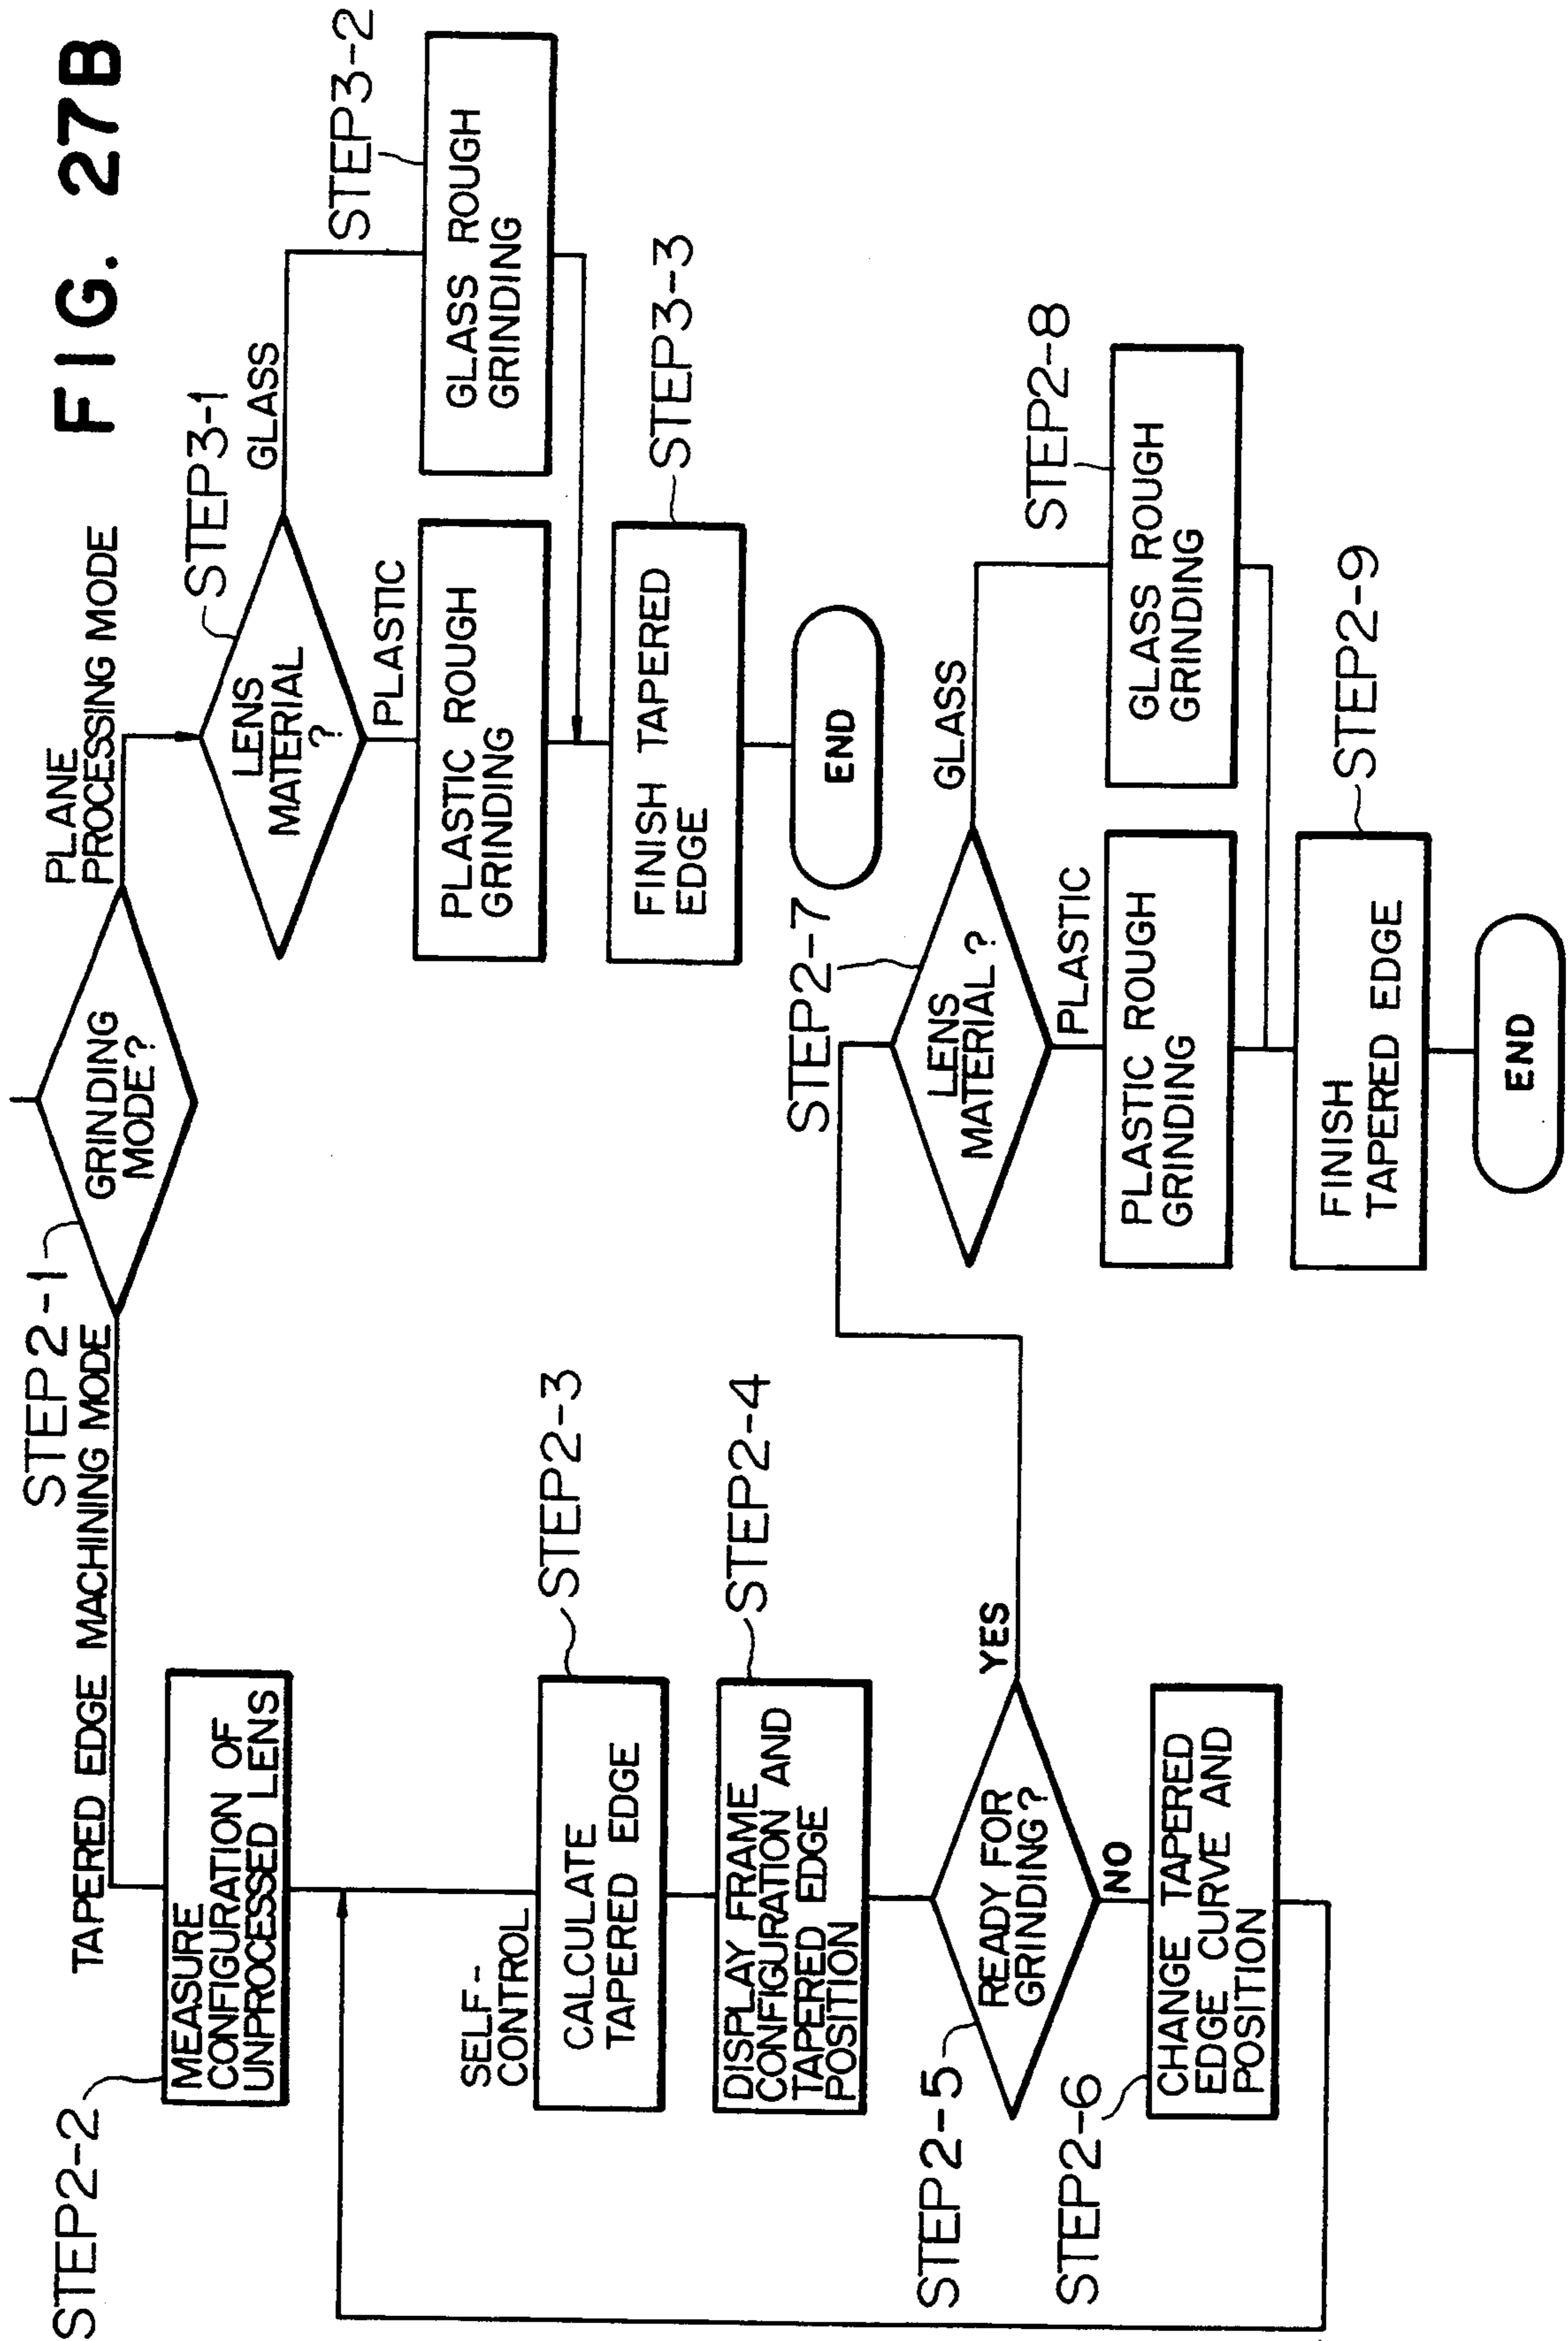 FIG. 27B
STEP2-1
GRINDING
MODE?
PLANE
PROCESSING MODE
TAPERED EDGE MACHINING MODE
STEP2-2
MEASURE
CONFIGURATION OF
UNPROCESSED LENS
SELF-
CONTROL
STEP2-3
CALCULATE
TAPERED EDGE
STEP2-4
DISPLAY FRAME
CONFIGURATION AND
TAPERED EDGE
POSITION
STEP2-5
READY FOR
GRINDING?
YES
NO
STEP2-6
CHANGE TAPERED
EDGE CURVE AND
POSITION
STEP3-1
LENS
MATERIAL
?
GLASS
PLASTIC
STEP3-2
PLASTIC ROUGH
GRINDING
GLASS ROUGH
GRINDING
STEP3-3
FINISH TAPERED
EDGE
END
STEP2-7
LENS
MATERIAL?
GLASS
PLASTIC
STEP2-8
PLASTIC ROUGH
GRINDING
GLASS ROUGH
GRINDING
STEP2-9
FINISH
TAPERED EDGE
END